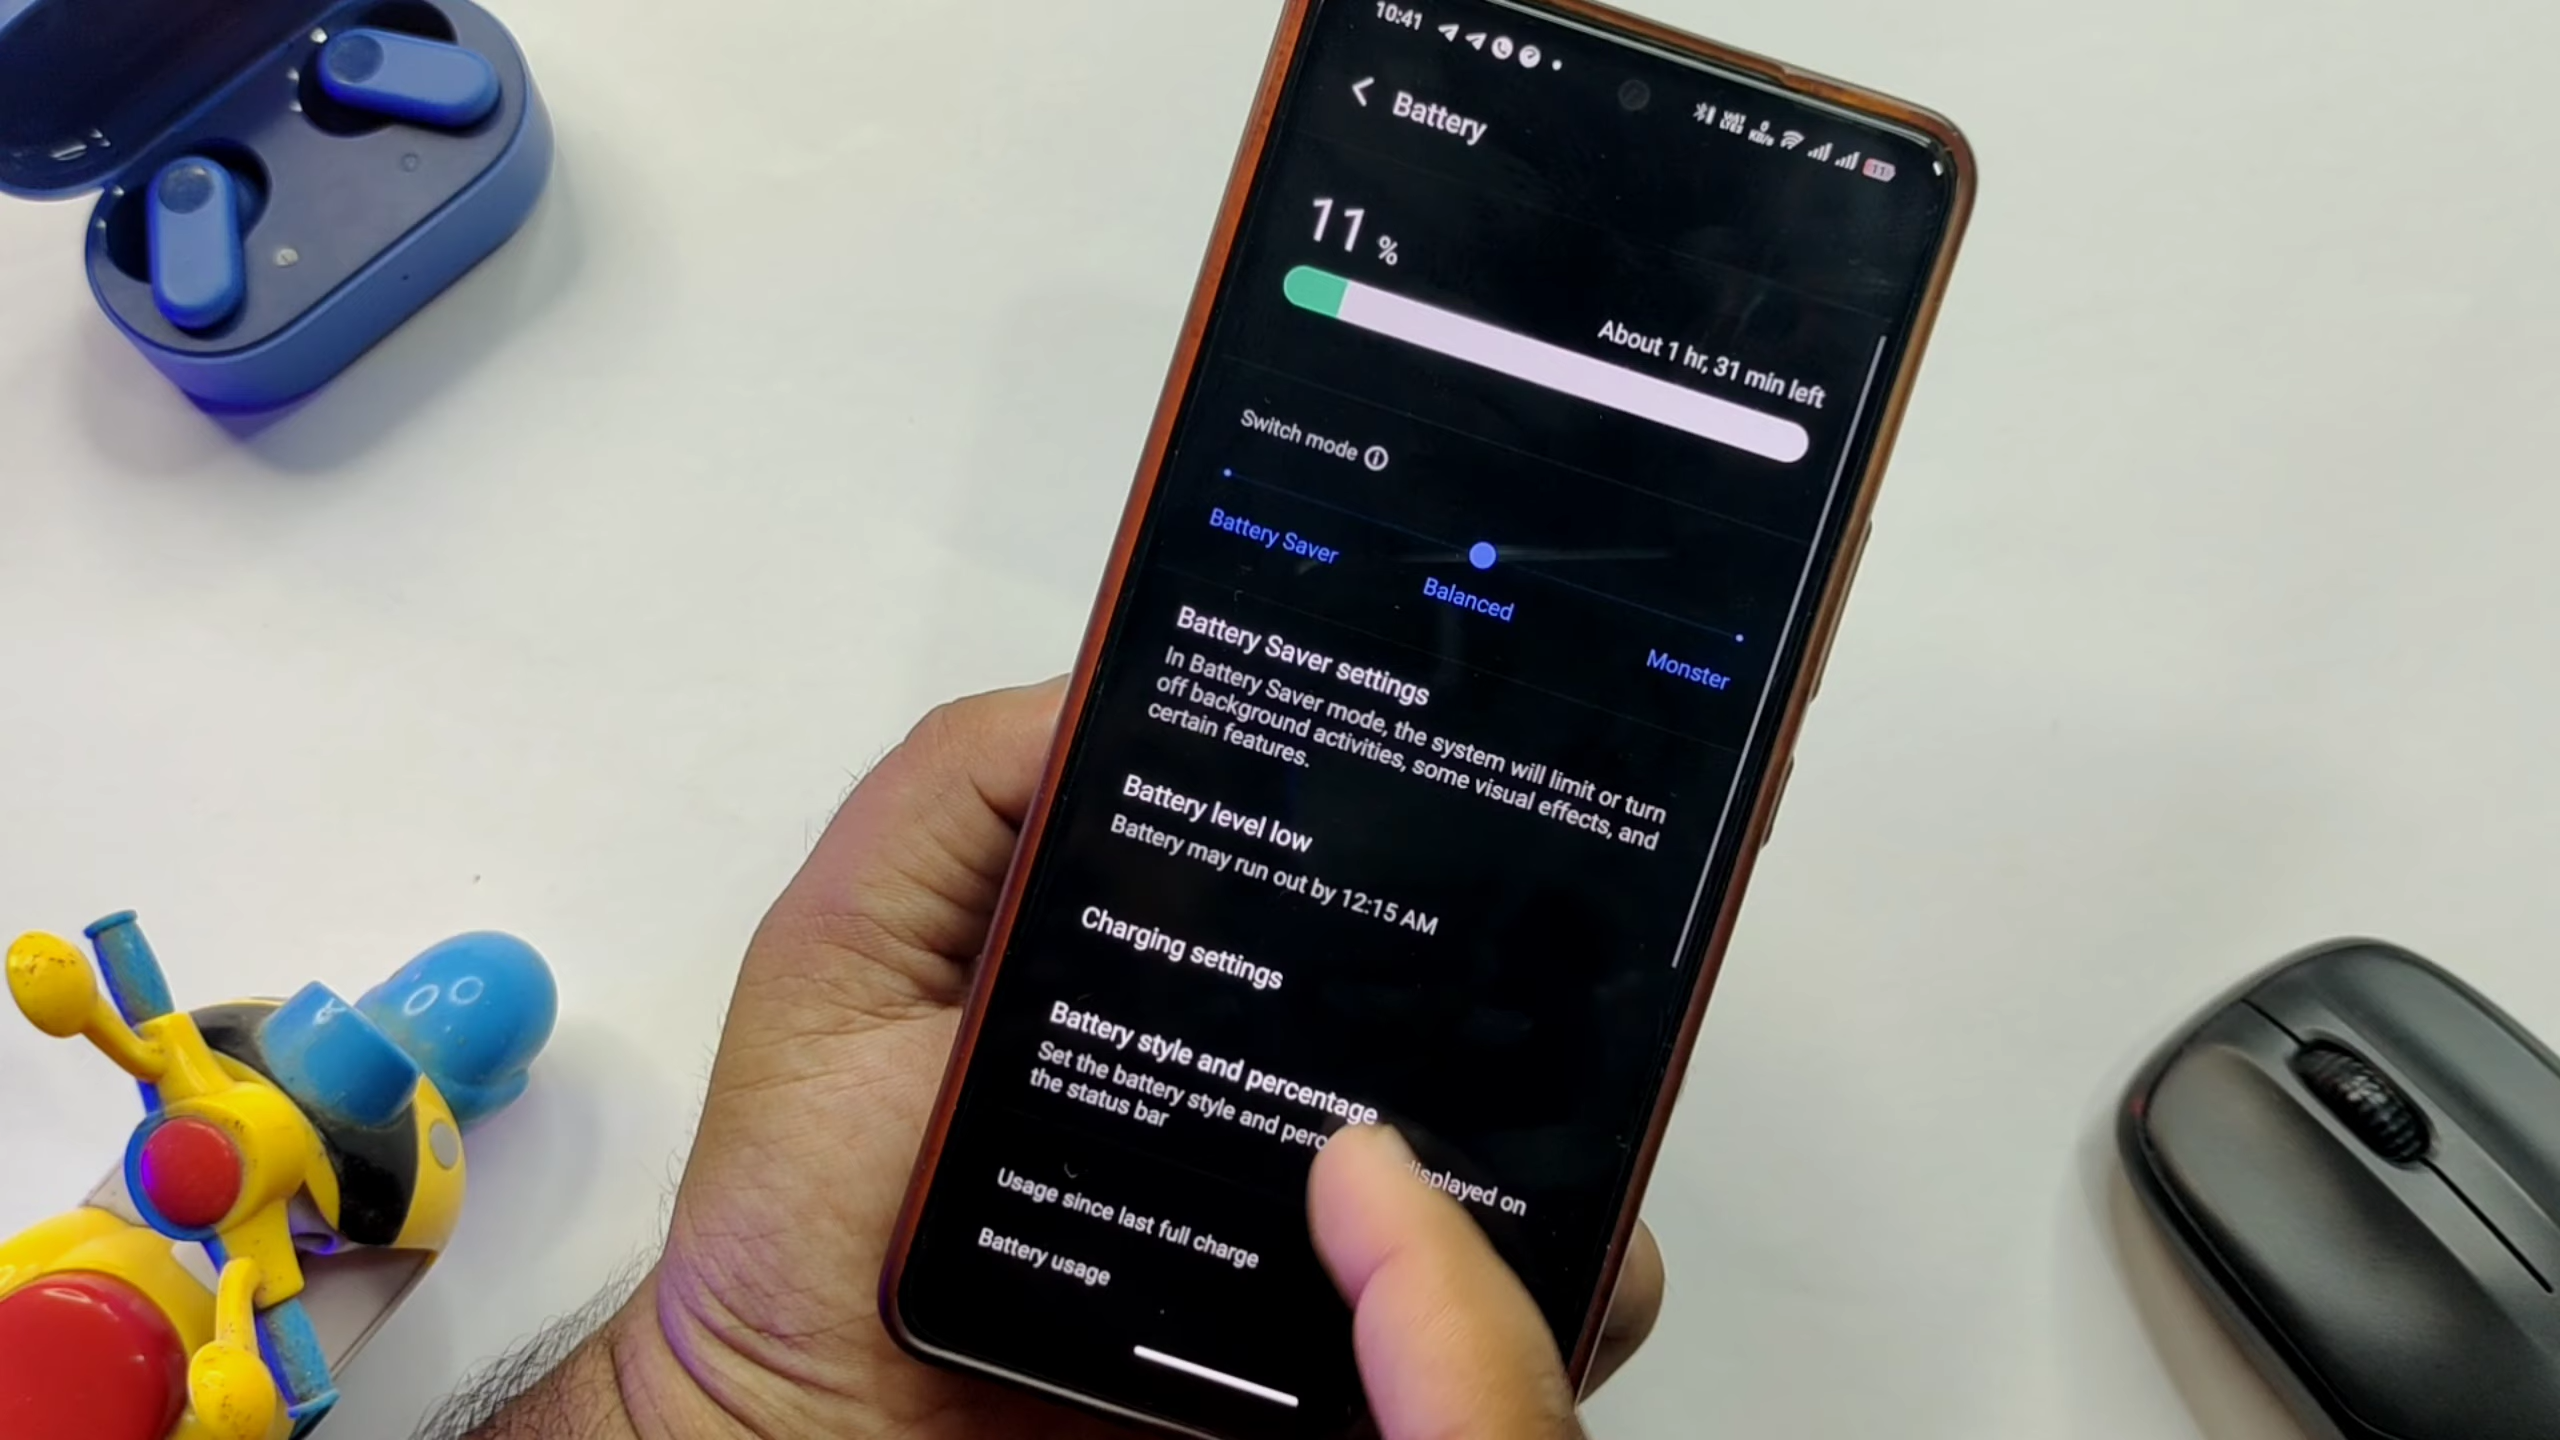 10:41
11
Battery
11 %
About 1 hr, 31 min left
Switch mode
Battery Saver
Balanced
Monster
Battery Saver settings
In Battery Saver mode, the system will limit or turn
off background activities, some visual effects, and
certain features.
Battery level low
Battery may run out by 12:15 AM
Charging settings
Battery style and percentage
Set the battery style and displayed on
the status bar
Usage since last full charge
Battery usage